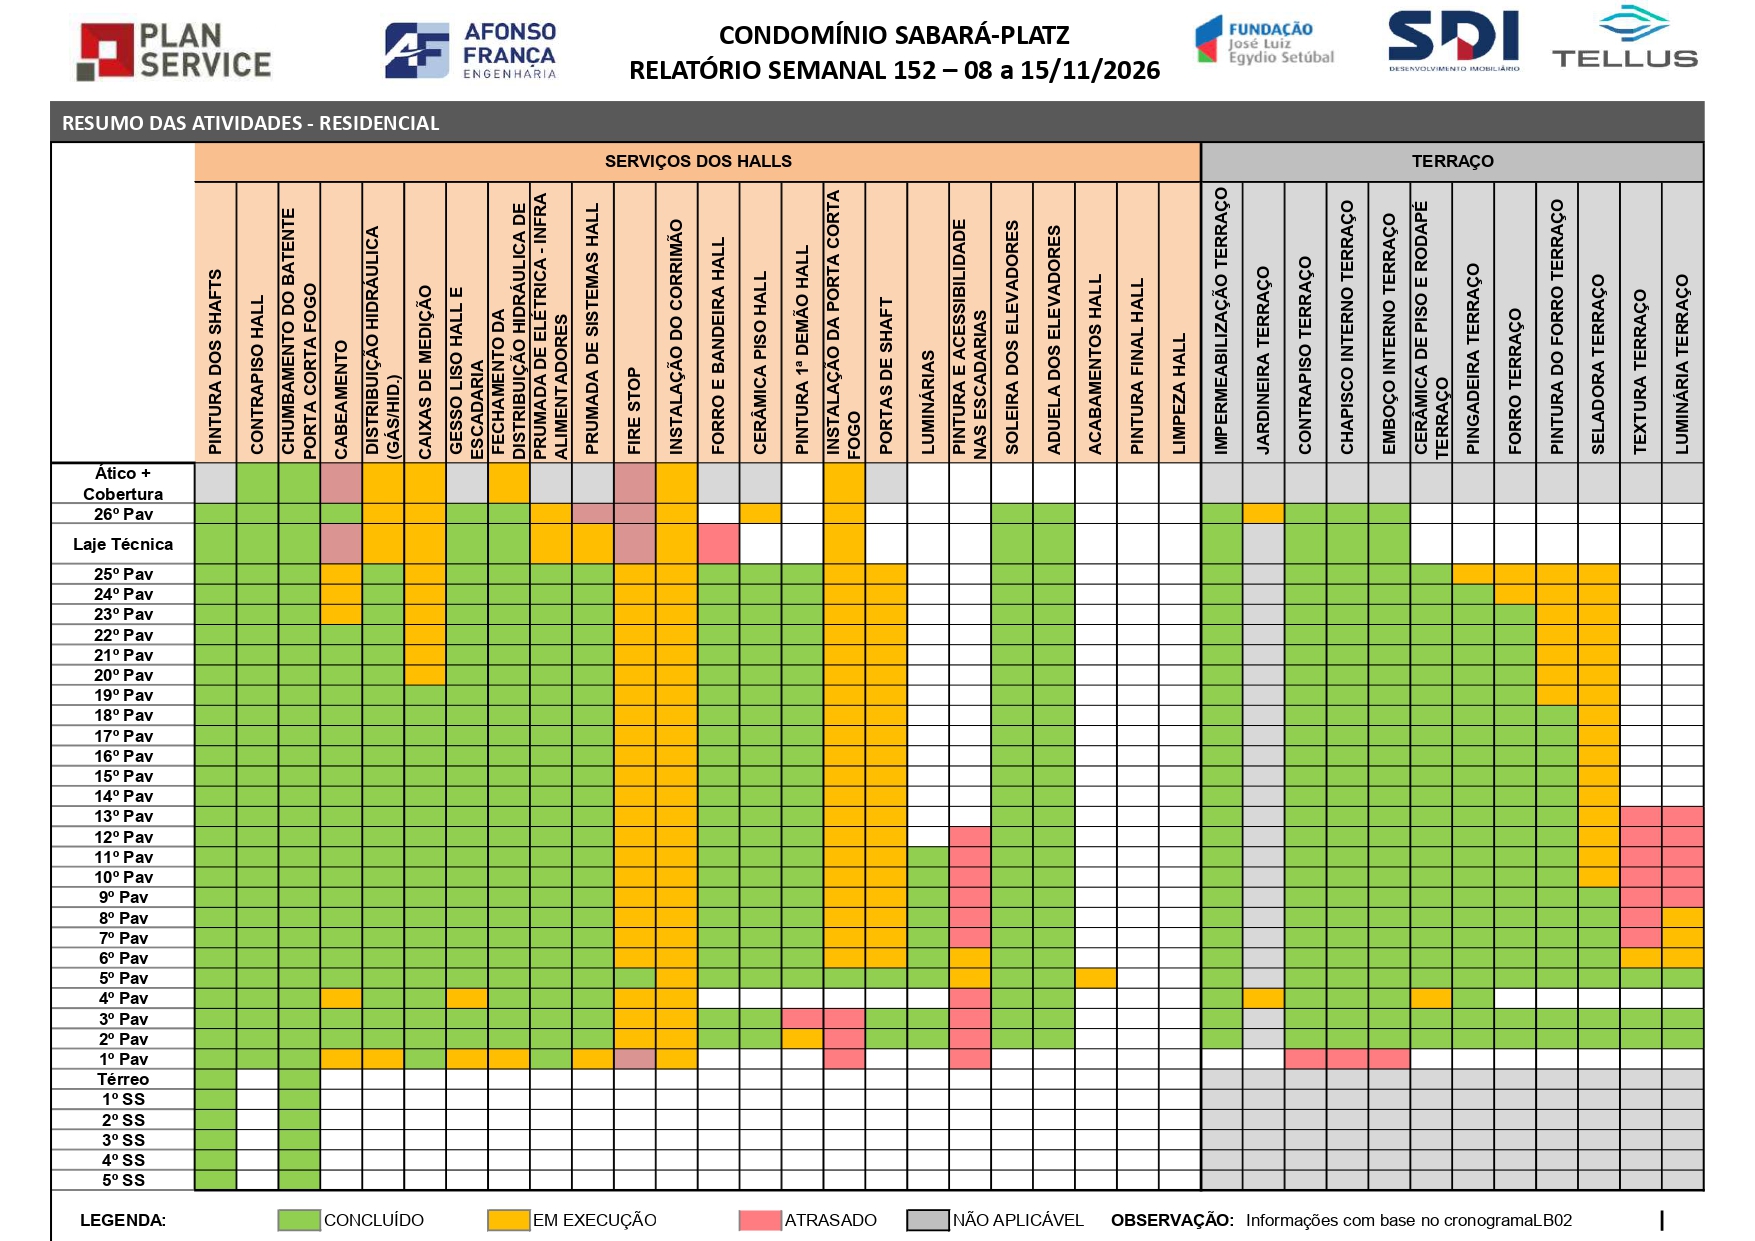 PLAN
SERVICE
AF
AFONSO
FRANÇA
ENGENHARIA
CONDOMÍNIO SABARÁ-PLATZ
RELATÓRIO SEMANAL 152 – 08 a 15/11/2026
FUNDAÇÃO
José Luiz
Egydio Setúbal
SDI
DESENVOLVIMENTO IMOBILIÁRIO
TELLUS
RESUMO DAS ATIVIDADES - RESIDENCIAL
SERVIÇOS DOS HALLS
TERRAÇO
PINTURA DOS SHAFTS
CONTRAPISO HALL
CHUMBAMENTO DO BATENTE
PORTA CORTA FOGO
CABEAMENTO
DISTRIBUIÇÃO HIDRÁULICA
(GÁS/HID.)
CAIXAS DE MEDIÇÃO
GESSO LISO HALL E
ESCADARIA
FECHAMENTO DA
DISTRIBUIÇÃO HIDRÁULICA DE
PRUMADA DE ELÉTRICA - INFRA
ALIMENTADORES
PRUMADA DE SISTEMAS HALL
FIRE STOP
INSTALAÇÃO DO CORRIMÃO
FORRO E BANDEIRA HALL
CERÂMICA PISO HALL
PINTURA 1ª DEMÃO HALL
INSTALAÇÃO DA PORTA CORTA
FOGO
PORTAS DE SHAFT
LUMINÁRIAS
PINTURA E ACESSIBILIDADE
NAS ESCADARIAS
SOLEIRA DOS ELEVADORES
ADUELA DOS ELEVADORES
ACABAMENTOS HALL
PINTURA FINAL HALL
LIMPEZA HALL
IMPERMEABILIZAÇÃO TERRAÇO
JARDINEIRA TERRAÇO
CONTRAPISO TERRAÇO
CHAPISCO INTERNO TERRAÇO
EMBOÇO INTERNO TERRAÇO
CERÂMICA DE PISO E RODAPÉ
TERRAÇO
PINGADEIRA TERRAÇO
FORRO TERRAÇO
PINTURA DO FORRO TERRAÇO
SELADORA TERRAÇO
TEXTURA TERRAÇO
LUMINÁRIA TERRAÇO
Ático +
Cobertura
26º Pav
Laje Técnica
25º Pav
24º Pav
23º Pav
22º Pav
21º Pav
20º Pav
19º Pav
18º Pav
17º Pav
16º Pav
15º Pav
14º Pav
13º Pav
12º Pav
11º Pav
10º Pav
9º Pav
8º Pav
7º Pav
6º Pav
5º Pav
4º Pav
3º Pav
2º Pav
1º Pav
Térreo
1º SS
2º SS
3º SS
4º SS
5º SS
LEGENDA: CONCLUÍDO EM EXECUÇÃO ATRASADO NÃO APLICÁVEL OBSERVAÇÃO: Informações com base no cronogramaLB02